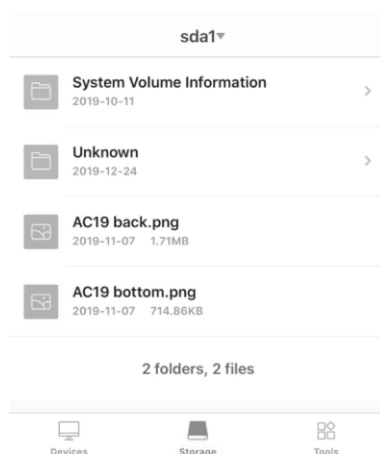 sda1
System Volume Information
2019-10-11
Unknown
2019-12-24
AC19 back.png
2019-11-07 1.71MB
AC19 bottom.png
2019-11-07 714.86KB
2 folders, 2 files
Devices Storage Tools